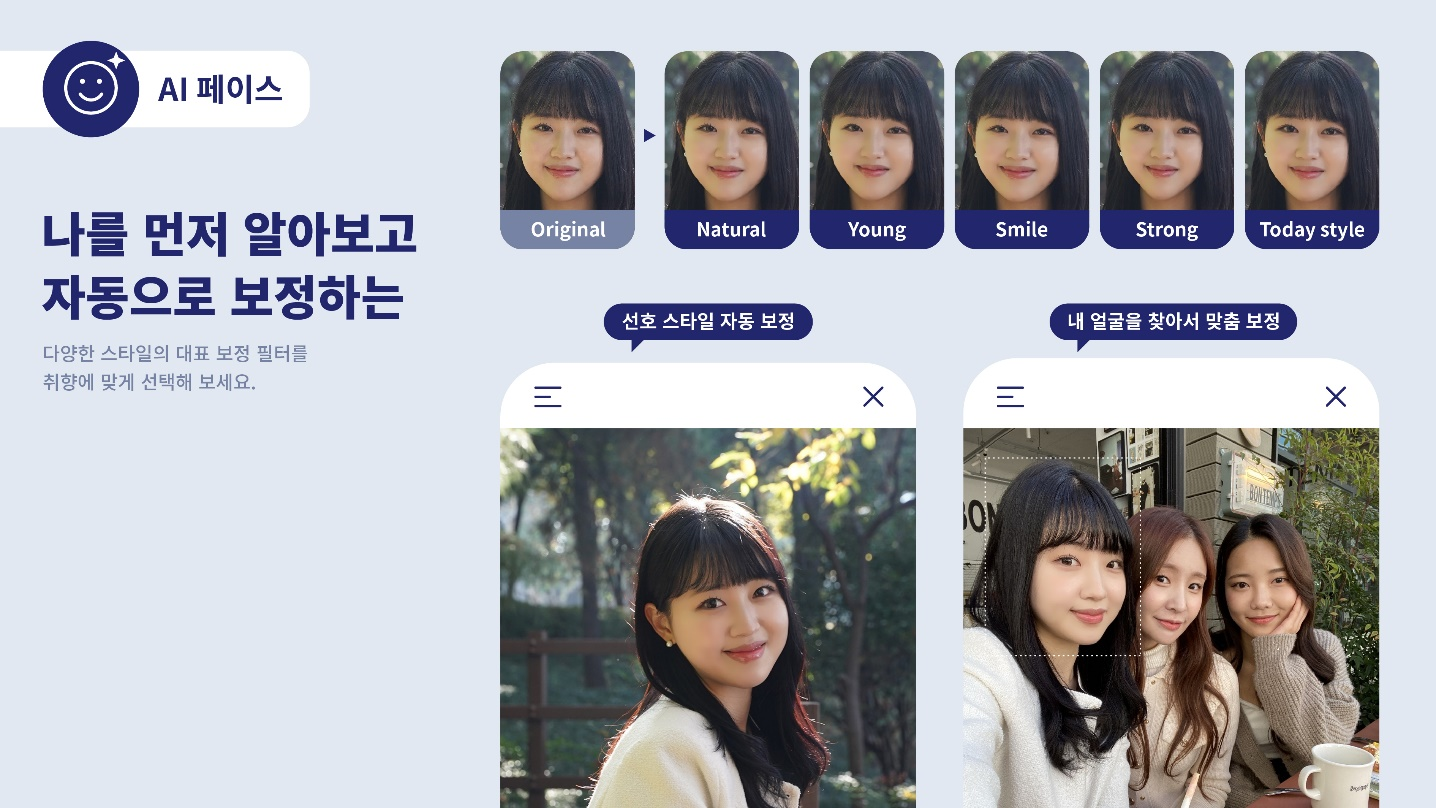 AI 페이스
나를 먼저 알아보고
자동으로 보정하는
다양한 스타일의 대표 보정 필터를
취향에 맞게 선택해 보세요.
Original
Natural
Young
Smile
Strong
Today style
선호 스타일 자동 보정
내 얼굴을 찾아서 맞춤 보정
BON